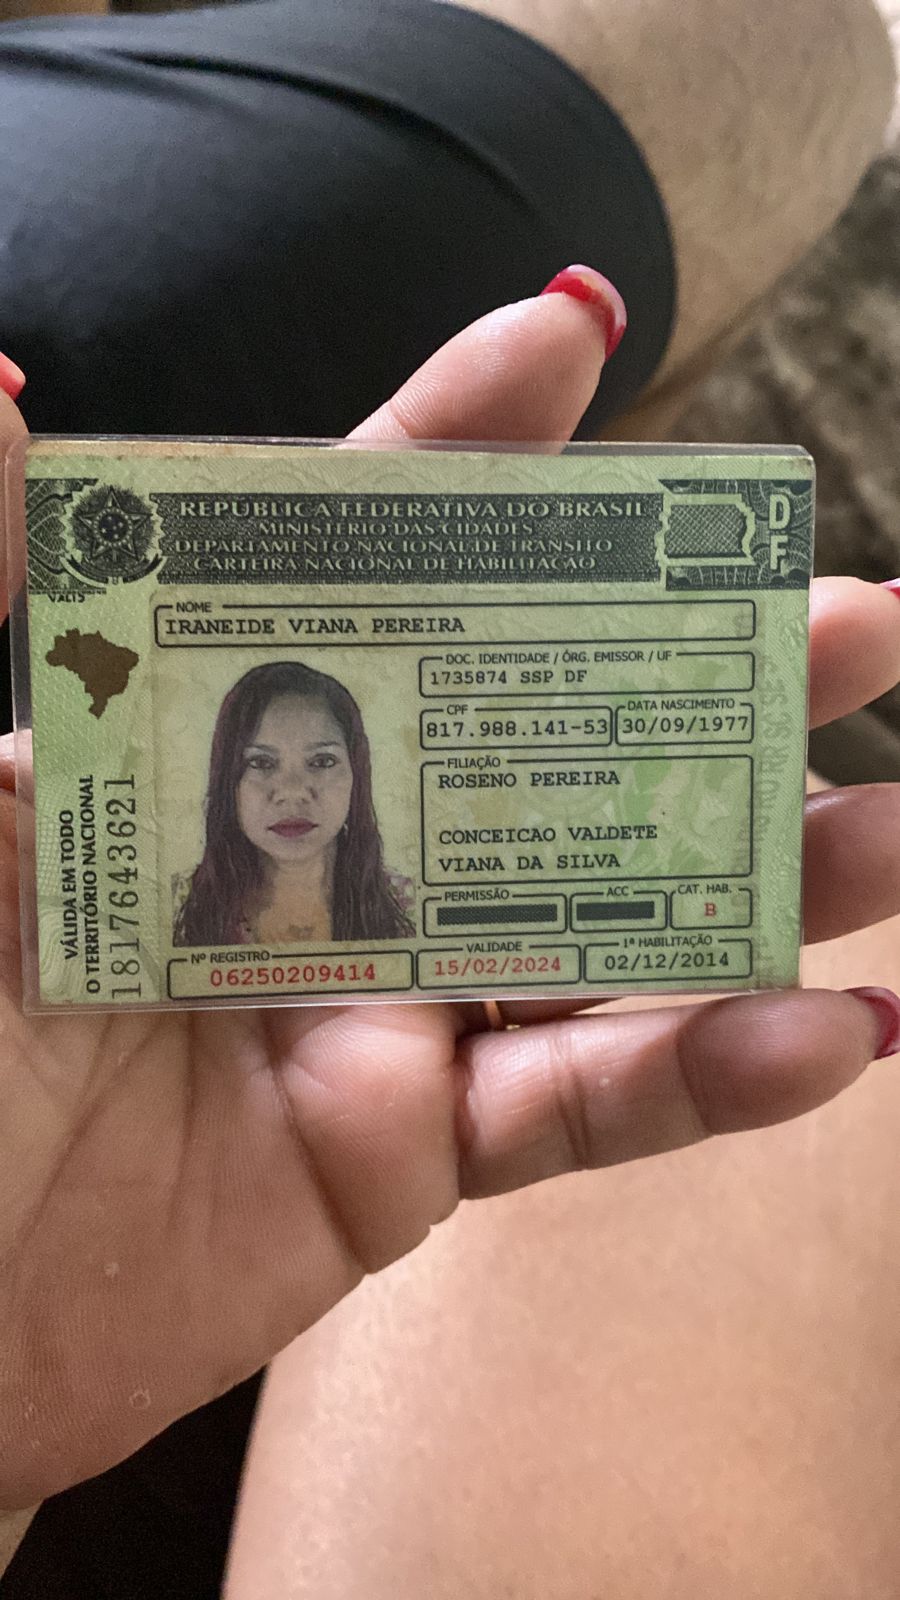 REPÚBLICA FEDERATIVA DO BRASIL
MINISTÉRIO DAS CIDADES
DEPARTAMENTO NACIONAL DE TRÂNSITO
CARTEIRA NACIONAL DE HABILITAÇÃO
DF
NOME
IRANEIDE VIANA PEREIRA
DOC. IDENTIDADE / ÓRG. EMISSOR / UF
1735874 SSP DF
CPF
817.988.141-53
DATA NASCIMENTO
30/09/1977
FILIAÇÃO
ROSENO PEREIRA
CONCEICAO VALDETE
VIANA DA SILVA
PERMISSÃO
ACC
CAT. HAB.
B
Nº REGISTRO
06250209414
VALIDADE
15/02/2024
1ª HABILITAÇÃO
02/12/2014
VÁLIDA EM TODO
O TERRITÓRIO NACIONAL
1817643621